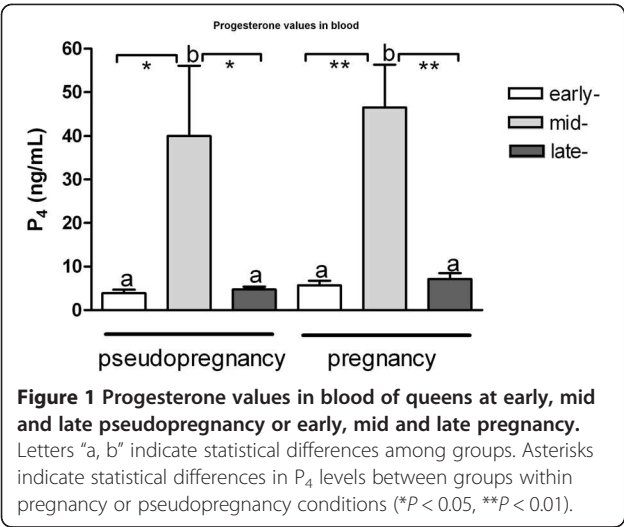 Progesterone values in blood
P₄ (ng/mL)
60
50
40
30
20
10
0
* b *
** b **
a a
a a
early-
mid-
late-
pseudopregnancy pregnancy
Figure 1 Progesterone values in blood of queens at early, mid
and late pseudopregnancy or early, mid and late pregnancy.
Letters “a, b” indicate statistical differences among groups. Asterisks
indicate statistical differences in P₄ levels between groups within
pregnancy or pseudopregnancy conditions (*P < 0.05, **P < 0.01).